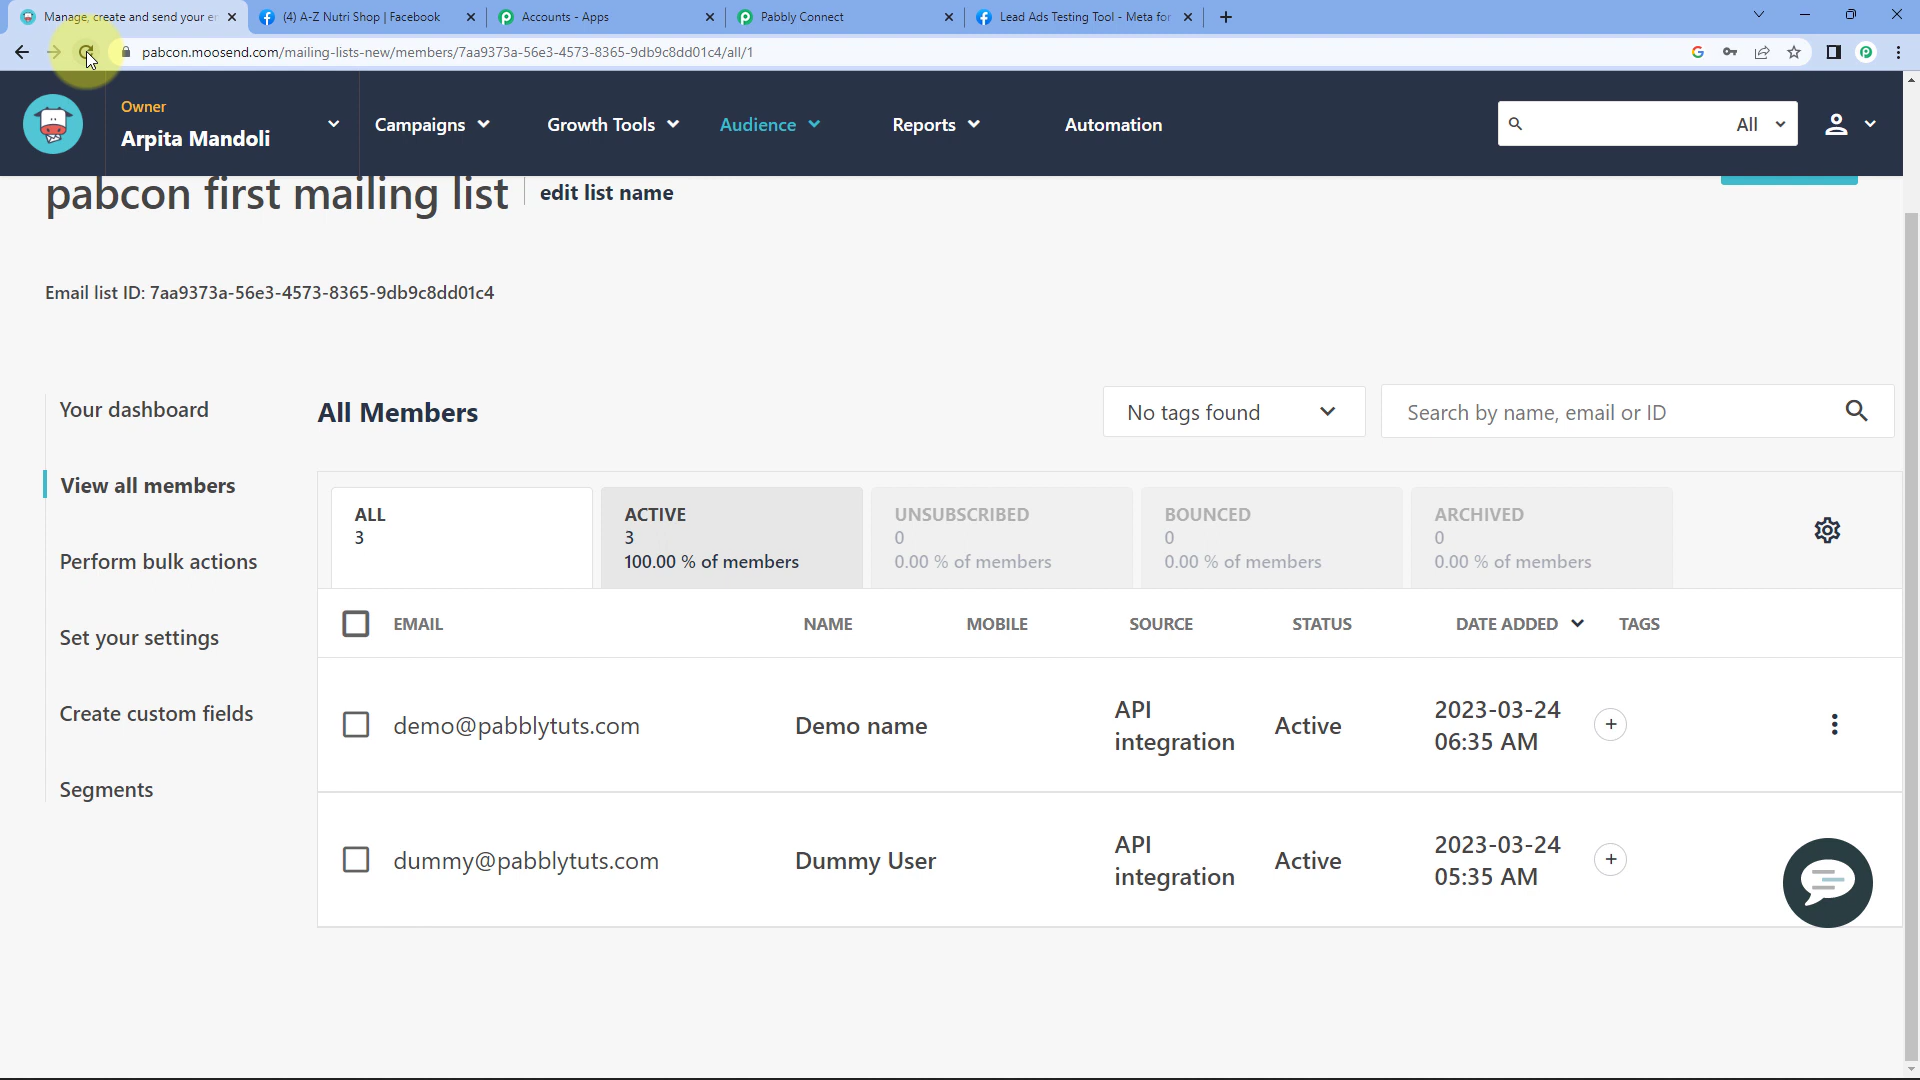 Manage, create and send your er
(4) A-Z Nutri Shop | Facebook
Accounts - Apps
Pabbly Connect
Lead Ads Testing Tool - Meta for
pabcon.moosend.com/mailing-lists-new/members/7aa9373a-56e3-4573-8365-9db9c8dd01c4/all/1
Owner
Arpita Mandoli
Campaigns
Growth Tools
Audience
Reports
Automation
All
pabcon first mailing list
edit list name
Email list ID: 7aa9373a-56e3-4573-8365-9db9c8dd01c4
Your dashboard
View all members
Perform bulk actions
Set your settings
Create custom fields
Segments
All Members
No tags found
Search by name, email or ID
ALL
3
ACTIVE
3
100.00 % of members
UNSUBSCRIBED
0
0.00 % of members
BOUNCED
0
0.00 % of members
ARCHIVED
0
0.00 % of members
EMAIL NAME MOBILE SOURCE STATUS DATE ADDED TAGS
demo@pabblytuts.com
Demo name
API
integration
Active
2023-03-24
06:35 AM
+
dummy@pabblytuts.com
Dummy User
API
integration
Active
2023-03-24
05:35 AM
+